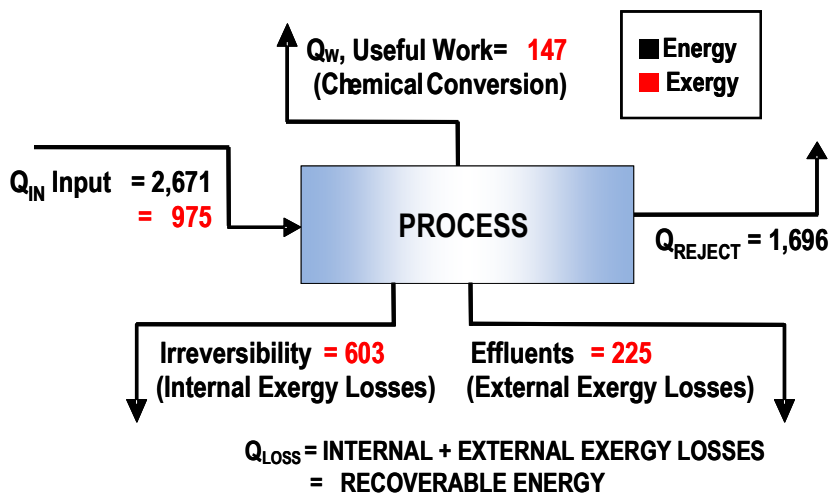 Qw, Useful Work= 147
(Chemical Conversion)
Energy
Exergy
QIN Input = 2,671
= 975
PROCESS
QREJECT = 1,696
Irreversibility = 603
(Internal Exergy Losses)
Effluents = 225
(External Exergy Losses)
QLOSS = INTERNAL + EXTERNAL EXERGY LOSSES
= RECOVERABLE ENERGY